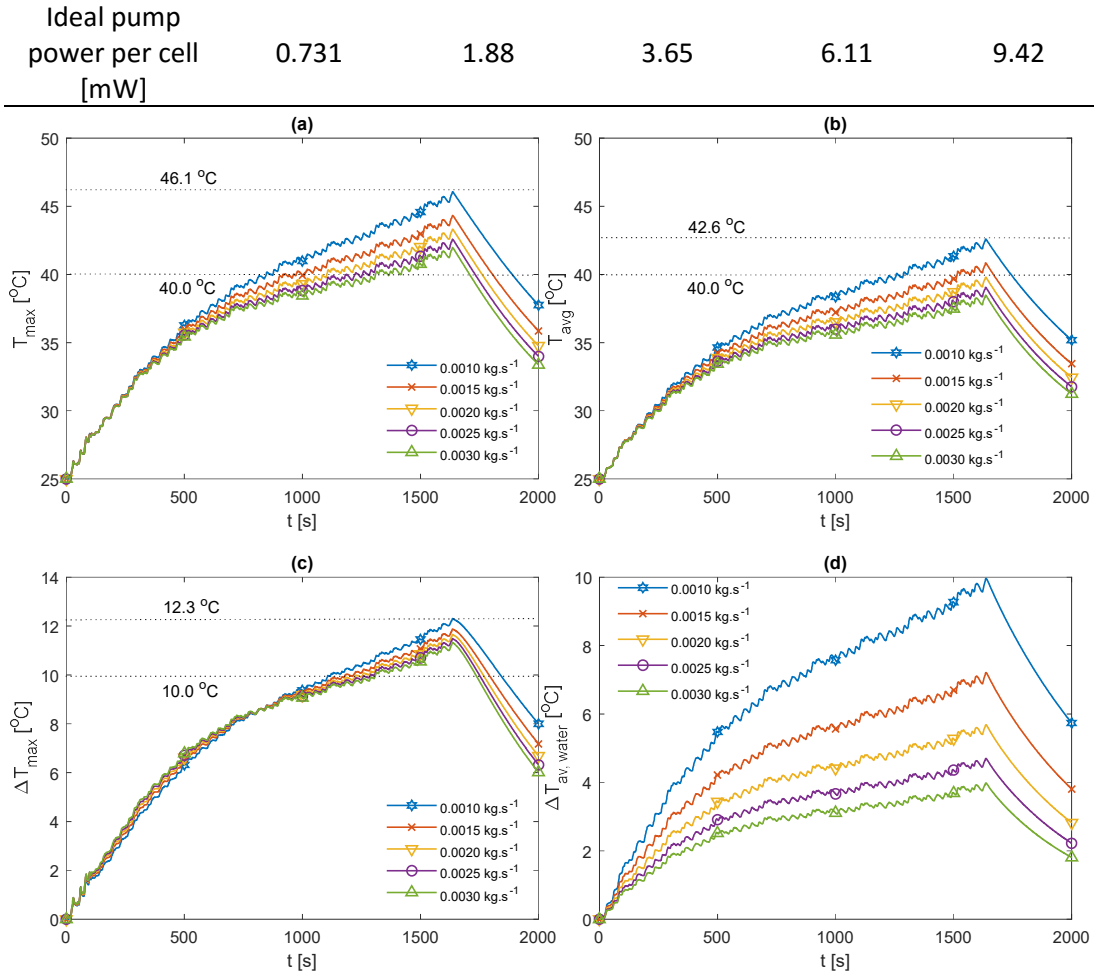 Ideal pump
power per cell 0.731 1.88 3.65 6.11 9.42
[mW]
(a)
50
45
40
35
30
25
T_max [°C]
46.1 °C
40.0 °C
0.0010 kg.s⁻¹
0.0015 kg.s⁻¹
0.0020 kg.s⁻¹
0.0025 kg.s⁻¹
0.0030 kg.s⁻¹
0 500 1000 1500 2000
t [s]
(b)
50
45
40
35
30
25
T_avg [°C]
42.6 °C
40.0 °C
0.0010 kg.s⁻¹
0.0015 kg.s⁻¹
0.0020 kg.s⁻¹
0.0025 kg.s⁻¹
0.0030 kg.s⁻¹
0 500 1000 1500 2000
t [s]
(c)
14
12
10
8
6
4
2
0
ΔT_max [°C]
12.3 °C
10.0 °C
0.0010 kg.s⁻¹
0.0015 kg.s⁻¹
0.0020 kg.s⁻¹
0.0025 kg.s⁻¹
0.0030 kg.s⁻¹
0 500 1000 1500 2000
t [s]
(d)
10
8
6
4
2
0
ΔT_av, water [°C]
0.0010 kg.s⁻¹
0.0015 kg.s⁻¹
0.0020 kg.s⁻¹
0.0025 kg.s⁻¹
0.0030 kg.s⁻¹
0 500 1000 1500 2000
t [s]